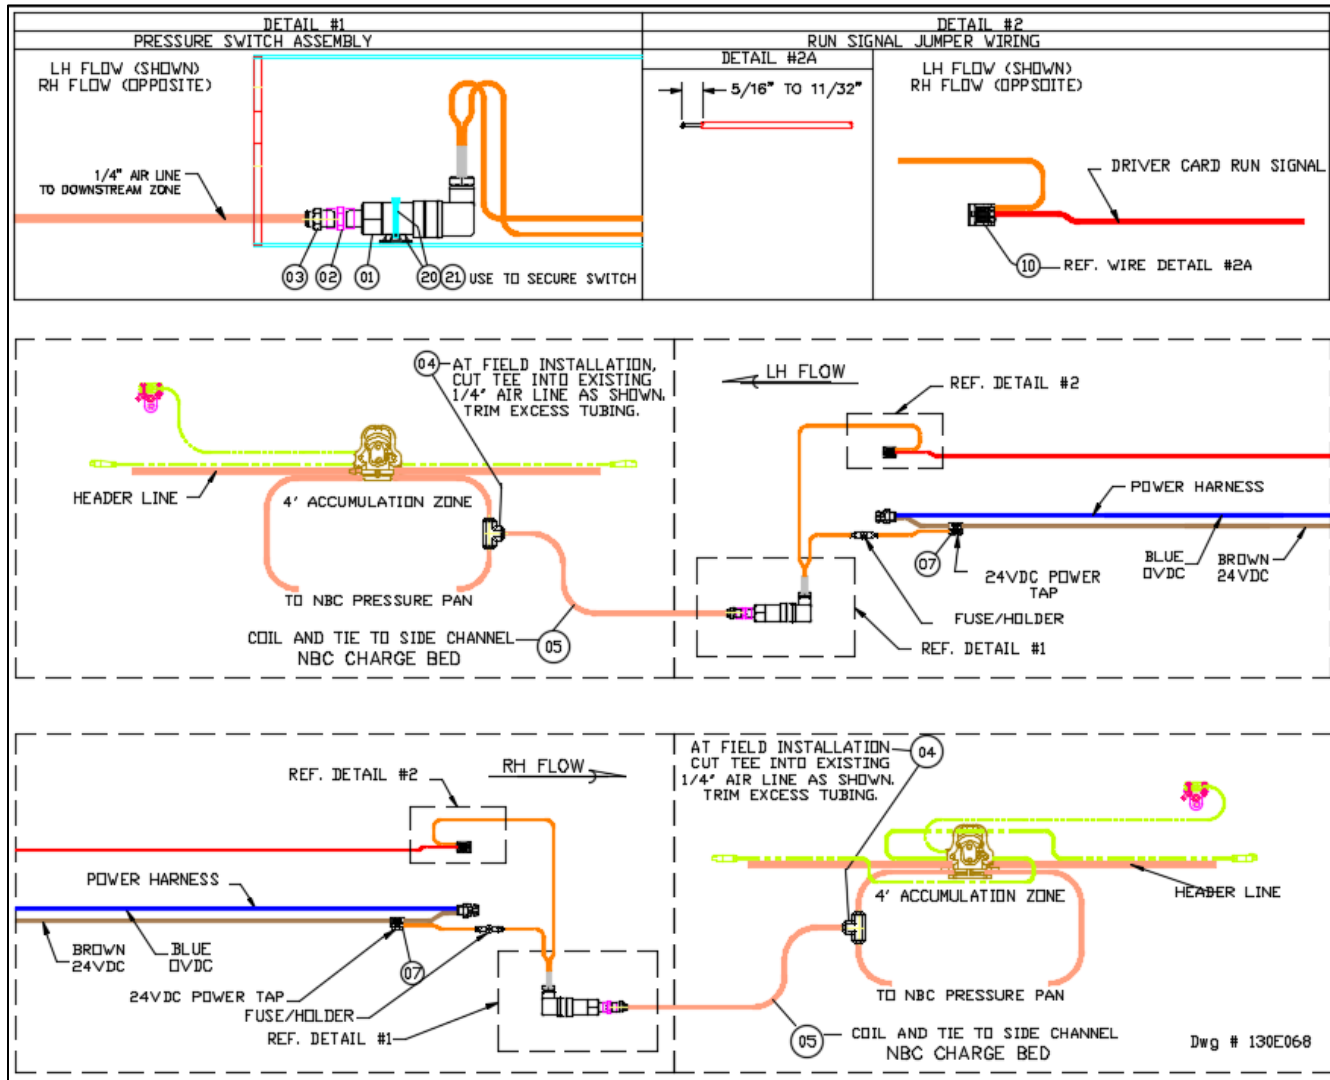 DETAIL #1
PRESSURE SWITCH ASSEMBLY
LH FLOW (SHOWN)
RH FLOW (OPPOSITE)
1/4" AIR LINE
TO DOWNSTREAM ZONE
03
02
01
20
21
USE TO SECURE SWITCH
DETAIL #2
RUN SIGNAL JUMPER WIRING
DETAIL #2A
5/16" TO 11/32"
LH FLOW (SHOWN)
RH FLOW (OPPSOITE)
DRIVER CARD RUN SIGNAL
10
REF. WIRE DETAIL #2A
04
AT FIELD INSTALLATION,
CUT TEE INTO EXISTING
1/4" AIR LINE AS SHOWN.
TRIM EXCESS TUBING.
HEADER LINE
4' ACCUMULATION ZONE
TO NBC PRESSURE PAN
COIL AND TIE TO SIDE CHANNEL
NBC CHARGE BED
05
LH FLOW
REF. DETAIL #2
POWER HARNESS
BLUE
0VDC
BROWN
24VDC
07
24VDC POWER
TAP
FUSE/HOLDER
REF. DETAIL #1
REF. DETAIL #2
RH FLOW
POWER HARNESS
BROWN
24VDC
BLUE
0VDC
07
24VDC POWER TAP
FUSE/HOLDER
REF. DETAIL #1
AT FIELD INSTALLATION
CUT TEE INTO EXISTING
1/4" AIR LINE AS SHOWN.
TRIM EXCESS TUBING.
04
4' ACCUMULATION ZONE
HEADER LINE
TO NBC PRESSURE PAN
05
COIL AND TIE TO SIDE CHANNEL
NBC CHARGE BED
Dwg # 130E068